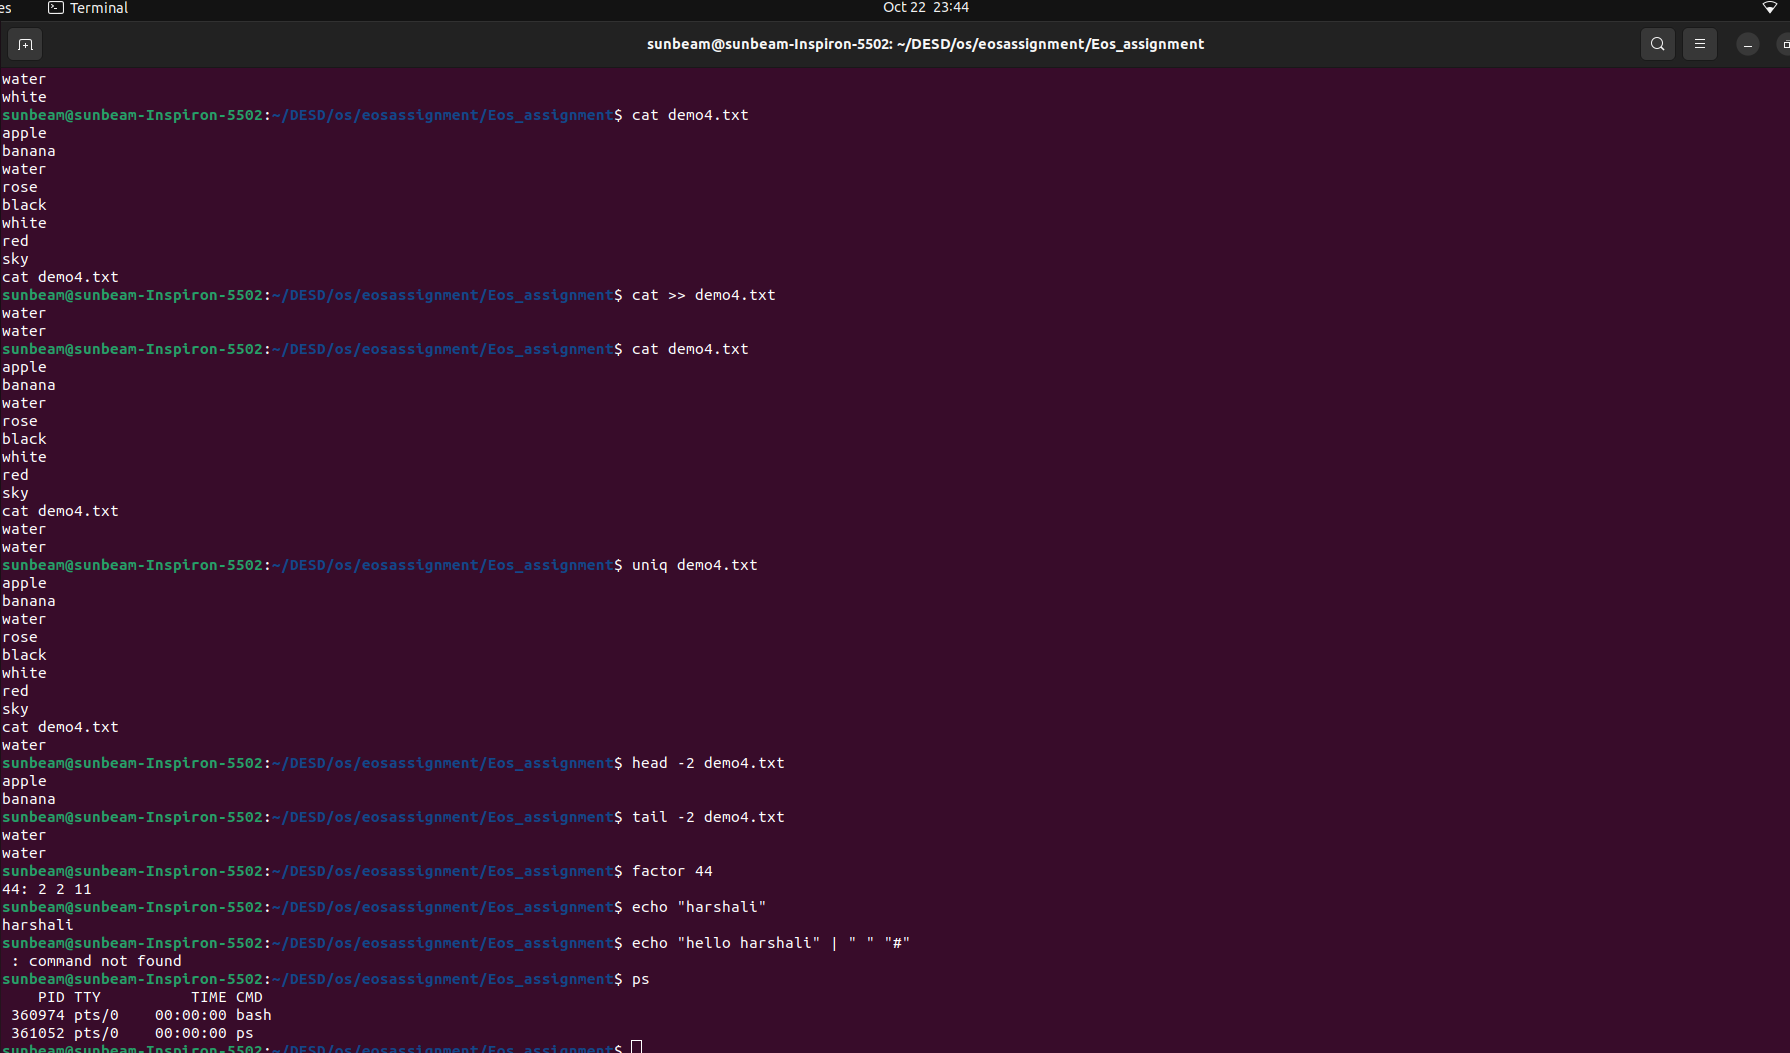 es Terminal Oct 22 23:44
sunbeam@sunbeam-Inspiron-5502: ~/DESD/os/eosassignment/Eos_assignment
water
white
sunbeam@sunbeam-Inspiron-5502:~/DESD/os/eosassignment/Eos_assignment$ cat demo4.txt
apple
banana
water
rose
black
white
red
sky
cat demo4.txt
sunbeam@sunbeam-Inspiron-5502:~/DESD/os/eosassignment/Eos_assignment$ cat >> demo4.txt
water
water
sunbeam@sunbeam-Inspiron-5502:~/DESD/os/eosassignment/Eos_assignment$ cat demo4.txt
apple
banana
water
rose
black
white
red
sky
cat demo4.txt
water
water
sunbeam@sunbeam-Inspiron-5502:~/DESD/os/eosassignment/Eos_assignment$ uniq demo4.txt
apple
banana
water
rose
black
white
red
sky
cat demo4.txt
water
sunbeam@sunbeam-Inspiron-5502:~/DESD/os/eosassignment/Eos_assignment$ head -2 demo4.txt
apple
banana
sunbeam@sunbeam-Inspiron-5502:~/DESD/os/eosassignment/Eos_assignment$ tail -2 demo4.txt
water
water
sunbeam@sunbeam-Inspiron-5502:~/DESD/os/eosassignment/Eos_assignment$ factor 44
44: 2 2 11
sunbeam@sunbeam-Inspiron-5502:~/DESD/os/eosassignment/Eos_assignment$ echo "harshali"
harshali
sunbeam@sunbeam-Inspiron-5502:~/DESD/os/eosassignment/Eos_assignment$ echo "hello harshali" | " " "#"
 : command not found
sunbeam@sunbeam-Inspiron-5502:~/DESD/os/eosassignment/Eos_assignment$ ps
    PID TTY          TIME CMD
 360974 pts/0    00:00:00 bash
 361052 pts/0    00:00:00 ps
sunbeam@sunbeam-Inspiron-5502:~/DESD/os/eosassignment/Eos_assignment$